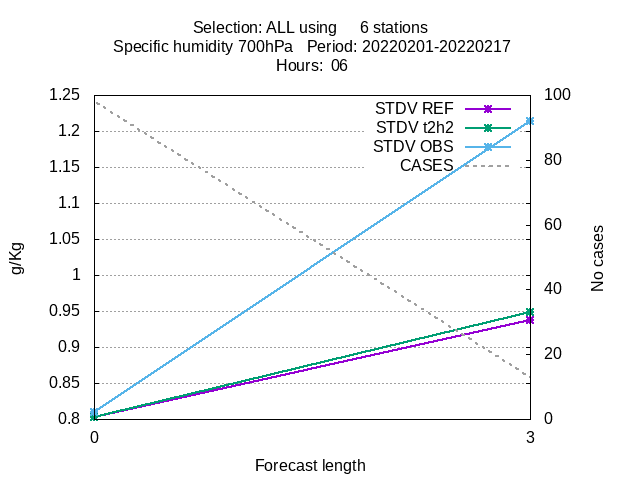 Selection: ALL using 6 stations
Specific humidity 700hPa Period: 20220201-20220217
Hours: 06
STDV REF
STDV t2h2
STDV OBS
CASES
1.25
1.2
1.15
1.1
1.05
1
0.95
0.9
0.85
0.8
g/Kg
100
80
60
40
20
0
No cases
0 3
Forecast length